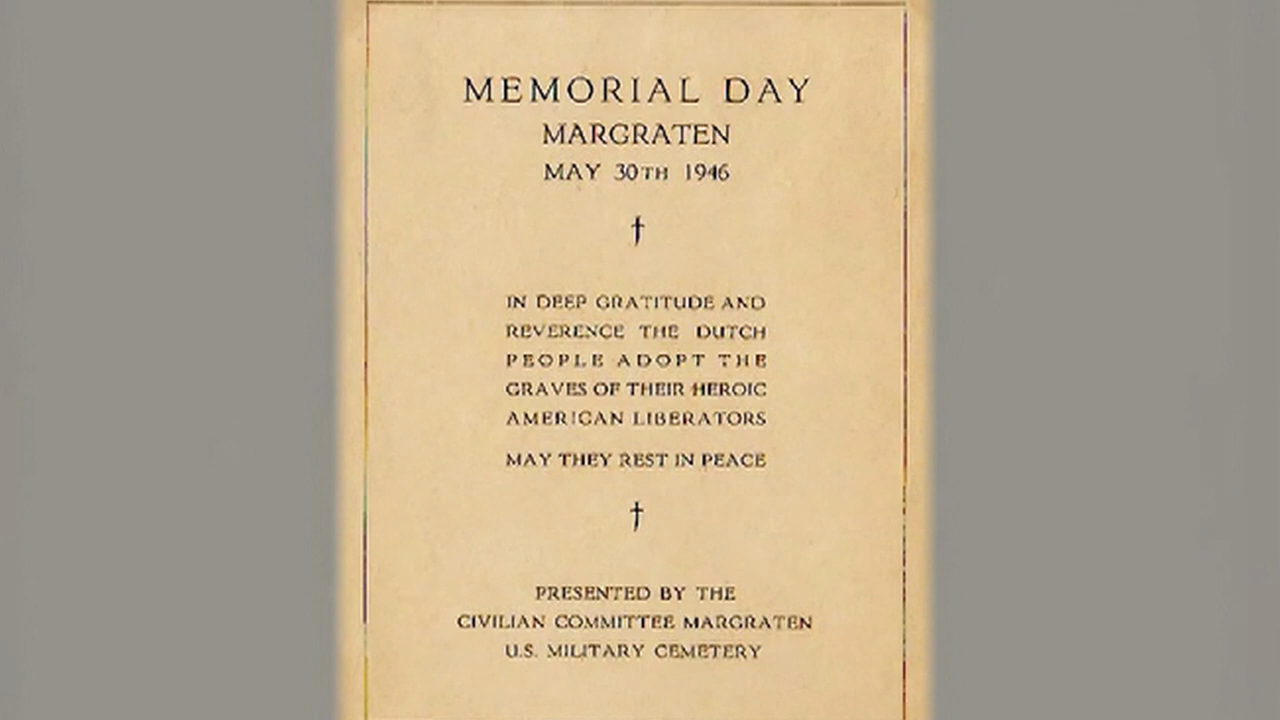 MEMORIAL DAY
MARGRATEN
MAY 30TH 1946
†
IN DEEP GRATITUDE AND
REVERENCE THE DUTCH
PEOPLE ADOPT THE
GRAVES OF THEIR HEROIC
AMERICAN LIBERATORS
MAY THEY REST IN PEACE
†
PRESENTED BY THE
CIVILIAN COMMITTEE MARGRATEN
U.S. MILITARY CEMETERY